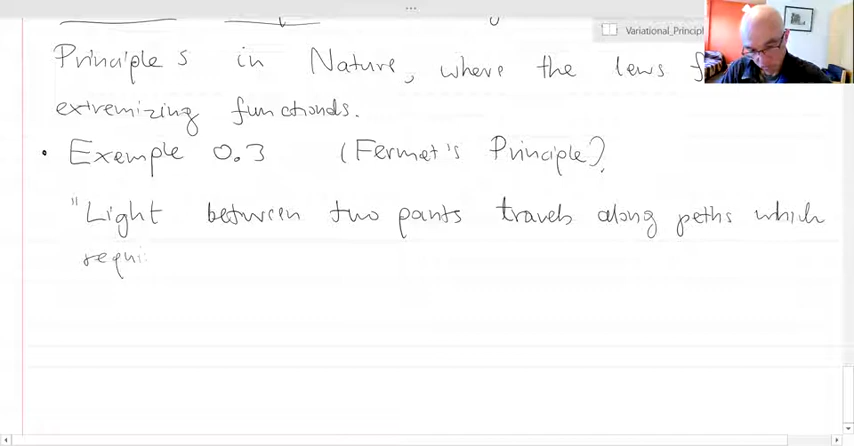 Variational_Principl
Principles in Nature, where the laws f
extremizing functionals.
• Example 0.3 (Fermat's Principle).
"Light between two points travels along paths which
requi